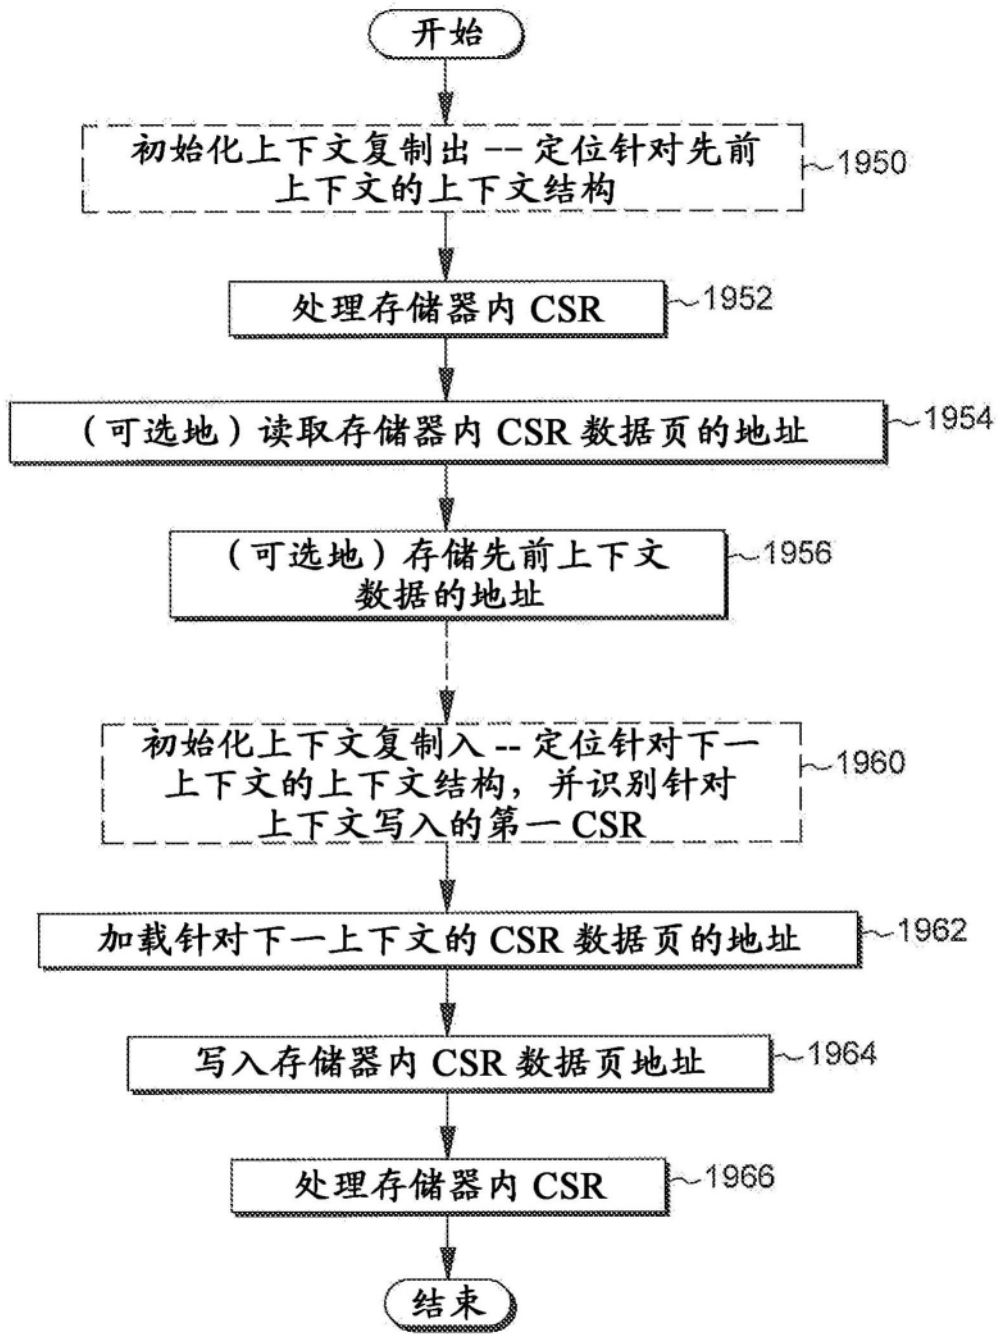 开始
初始化上下文复制出 -- 定位针对先前
上下文的上下文结构
1950
处理存储器内 CSR
1952
(可选地) 读取存储器内 CSR 数据页的地址
1954
(可选地) 存储先前上下文
数据的地址
1956
初始化上下文复制入 -- 定位针对下一
上下文的上下文结构, 并识别针对
上下文写入的第一 CSR
1960
加载针对下一上下文的 CSR 数据页的地址
1962
写入存储器内 CSR 数据页地址
1964
处理存储器内 CSR
1966
结束